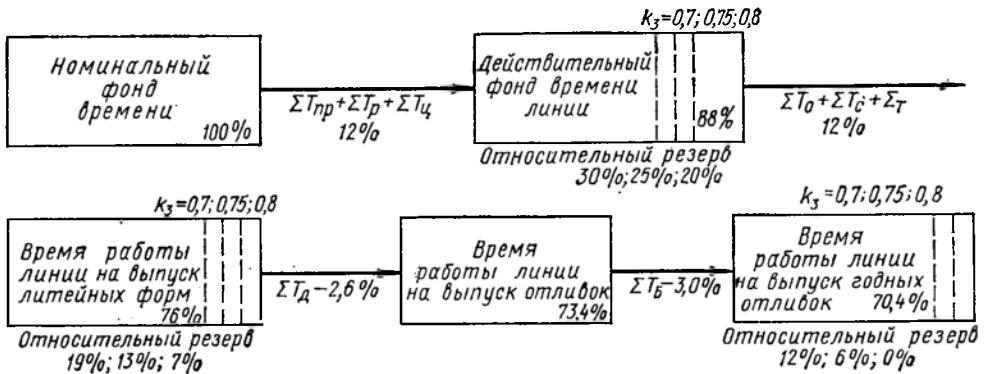 Номинальный
фонд
времени
100%
ΣTпр+ΣTр+ΣTц
12%
kз=0,7; 0,75; 0,8
Действительный
фонд времени
линии
88%
Относительный резерв
30%; 25%; 20%
ΣTо+ΣTс+Σт
12%
kз=0,7; 0,75; 0,8
Время работы
линии на выпуск
литейных форм
76%
Относительный резерв
19%; 13%; 7%
ΣTд–2,6%
Время
работы линии
на выпуск отливок
73.4%
ΣTБ–3,0%
kз=0,7; 0,75; 0,8
Время
работы линии
на выпуск годных
отливок 70,4%
Относительный резерв
12%; 6%; 0%